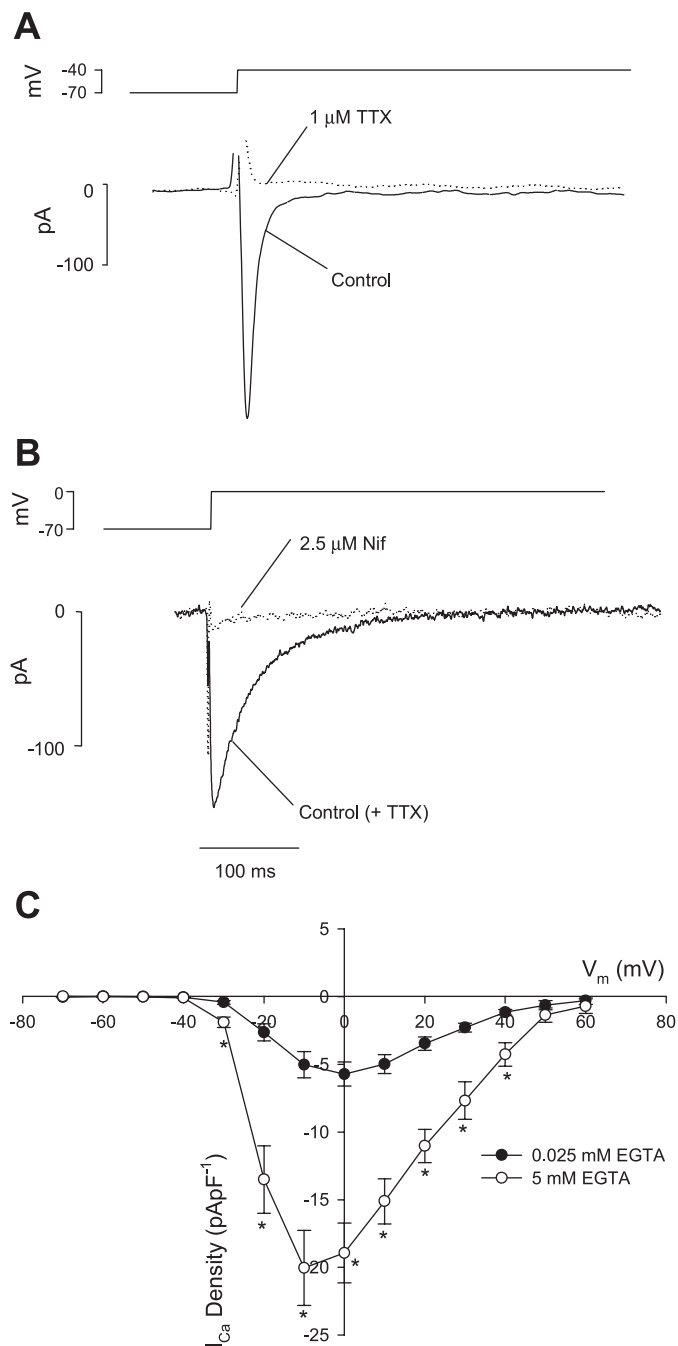 A
mV
-40
-70
1 μM TTX
0
pA
-100
Control
B
mV
0
-70
2.5 μM Nif
0
pA
-100
Control (+ TTX)
100 ms
C
5
Vm (mV)
0
-80 -60 -40 -20 0 20 40 60 80
-5
*
-10
* *
-15
0.025 mM EGTA
5 mM EGTA
* *
-20
* *
*
-25
ICa Density (pApF-1)